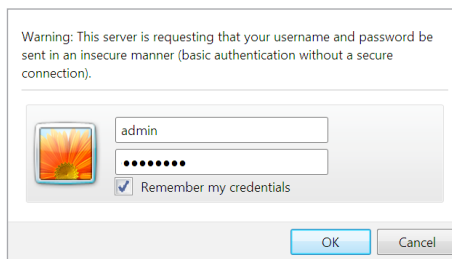 Warning: This server is requesting that your username and password be
sent in an insecure manner (basic authentication without a secure
connection).
admin
••••••••
Remember my credentials
OK
Cancel